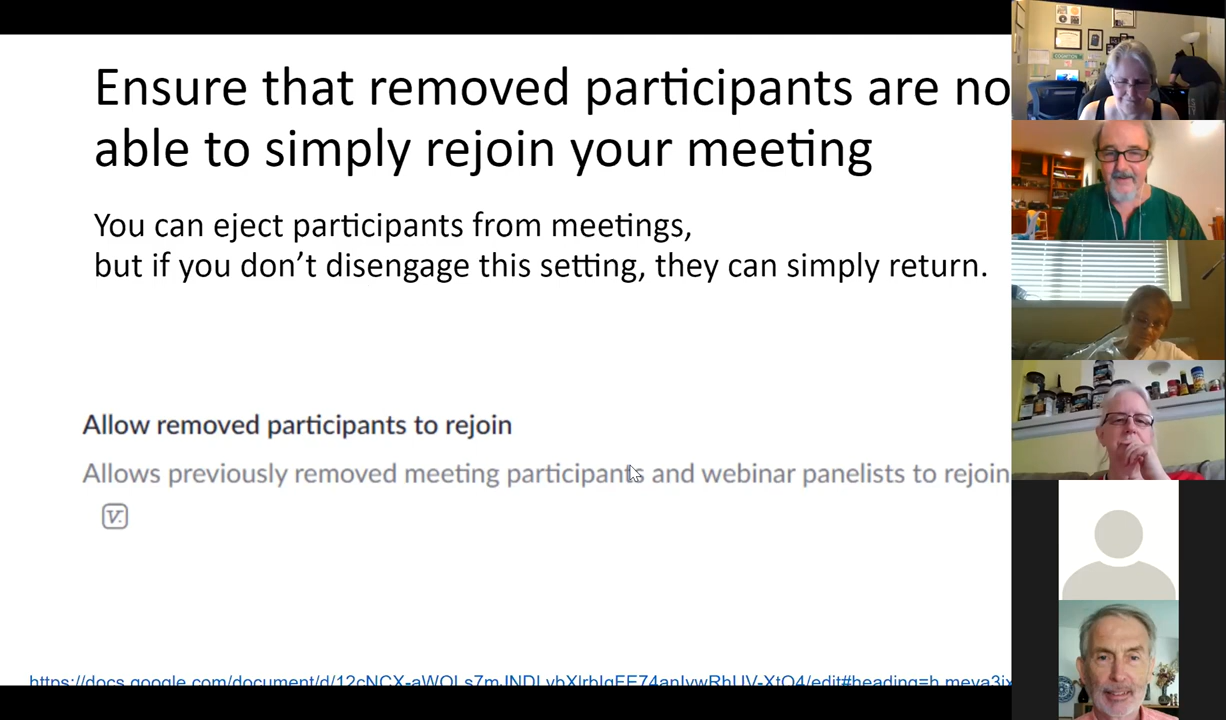 Ensure that removed participants are no
able to simply rejoin your meeting
You can eject participants from meetings,
but if you don’t disengage this setting, they can simply return.
Allow removed participants to rejoin
Allows previously removed meeting participants and webinar panelists to rejoin